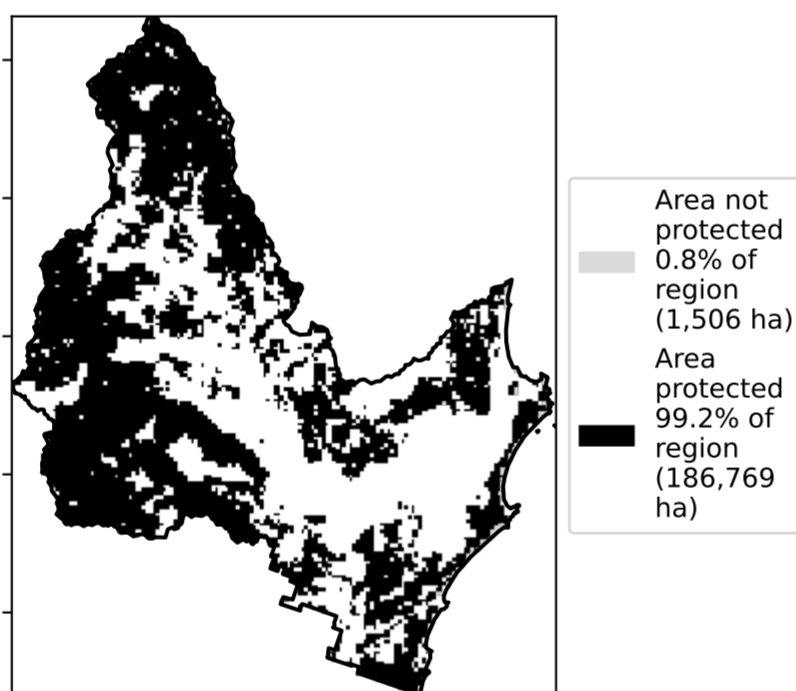 Area not
protected
0.8% of
region
(1,506 ha)
Area
protected
99.2% of
region
(186,769
ha)